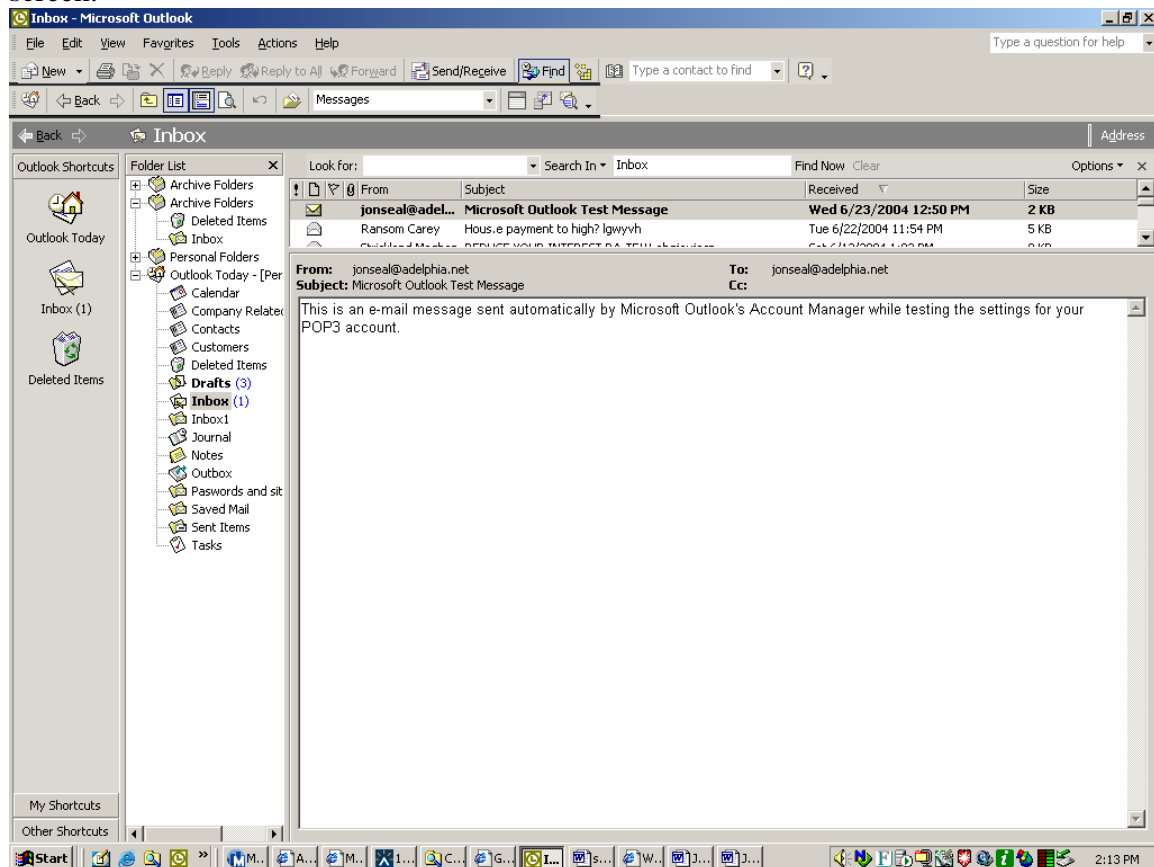 screen.
Inbox - Microsoft Outlook
File Edit View Favorites Tools Actions Help
Type a question for help
New Reply Reply to All Forward Send/Receive Find Type a contact to find
Back Messages
Back Inbox Address
Outlook Shortcuts
Outlook Today
Inbox (1)
Deleted Items
My Shortcuts
Other Shortcuts
Folder List
Archive Folders
Archive Folders
Deleted Items
Inbox
Personal Folders
Outlook Today - [Per
Calendar
Company Related
Contacts
Customers
Deleted Items
Drafts (3)
Inbox (1)
Inbox1
Journal
Notes
Outbox
Paswords and sit
Saved Mail
Sent Items
Tasks
Look for: Search In Inbox Find Now Clear Options
From Subject Received Size
jonseal@adel... Microsoft Outlook Test Message Wed 6/23/2004 12:50 PM 2 KB
Ransom Carey Hous.e payment to high? lgwyvh Tue 6/22/2004 11:54 PM 5 KB
From: jonseal@adelphia.net To: jonseal@adelphia.net
Subject: Microsoft Outlook Test Message Cc:
This is an e-mail message sent automatically by Microsoft Outlook's Account Manager while testing the settings for your
POP3 account.
Start M... A... M... 1... C... G... I... s... W... J... J... 2:13 PM